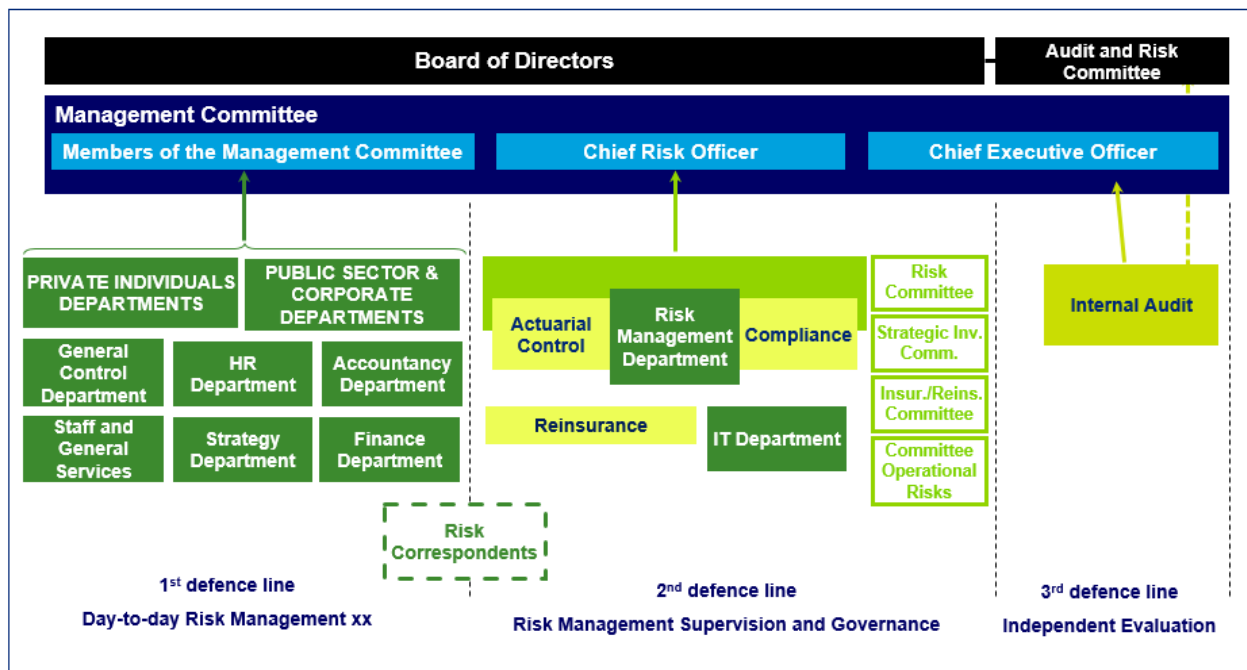 Board of Directors
Audit and Risk
Committee
Management Committee
Members of the Management Committee
Chief Risk Officer
Chief Executive Officer
PRIVATE INDIVIDUALS
DEPARTMENTS
PUBLIC SECTOR &
CORPORATE
DEPARTMENTS
General
Control
Department
HR
Department
Accountancy
Department
Staff and
General
Services
Strategy
Department
Finance
Department
Risk
Correspondents
Actuarial
Control
Risk
Management
Department
Compliance
Reinsurance
IT Department
Risk
Committee
Strategic Inv.
Comm.
Insur./Reins.
Committee
Committee
Operational
Risks
Internal Audit
1st defence line
Day-to-day Risk Management xx
2nd defence line
Risk Management Supervision and Governance
3rd defence line
Independent Evaluation